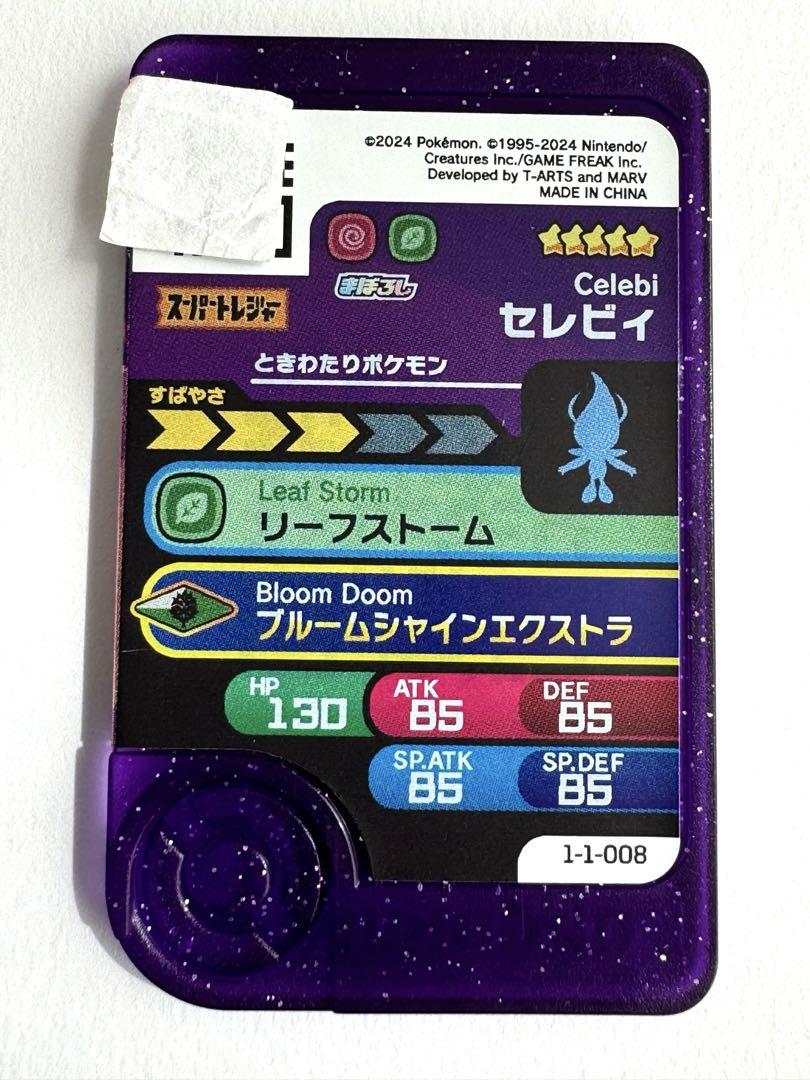 ©2024 Pokémon. ©1995-2024 Nintendo/
Creatures Inc./GAME FREAK inc.
Developed by T-ARTS and MARV
MADE IN CHINA
まぼろし
スーパートレジャー
Celebi
セレビィ
ときわたりポケモン
すばやさ
Leaf Storm
リーフストーム
Bloom Doom
ブルームシャインエクストラ
HP 130
ATK 85
DEF 85
SP.ATK 85
SP.DEF 85
1-1-008